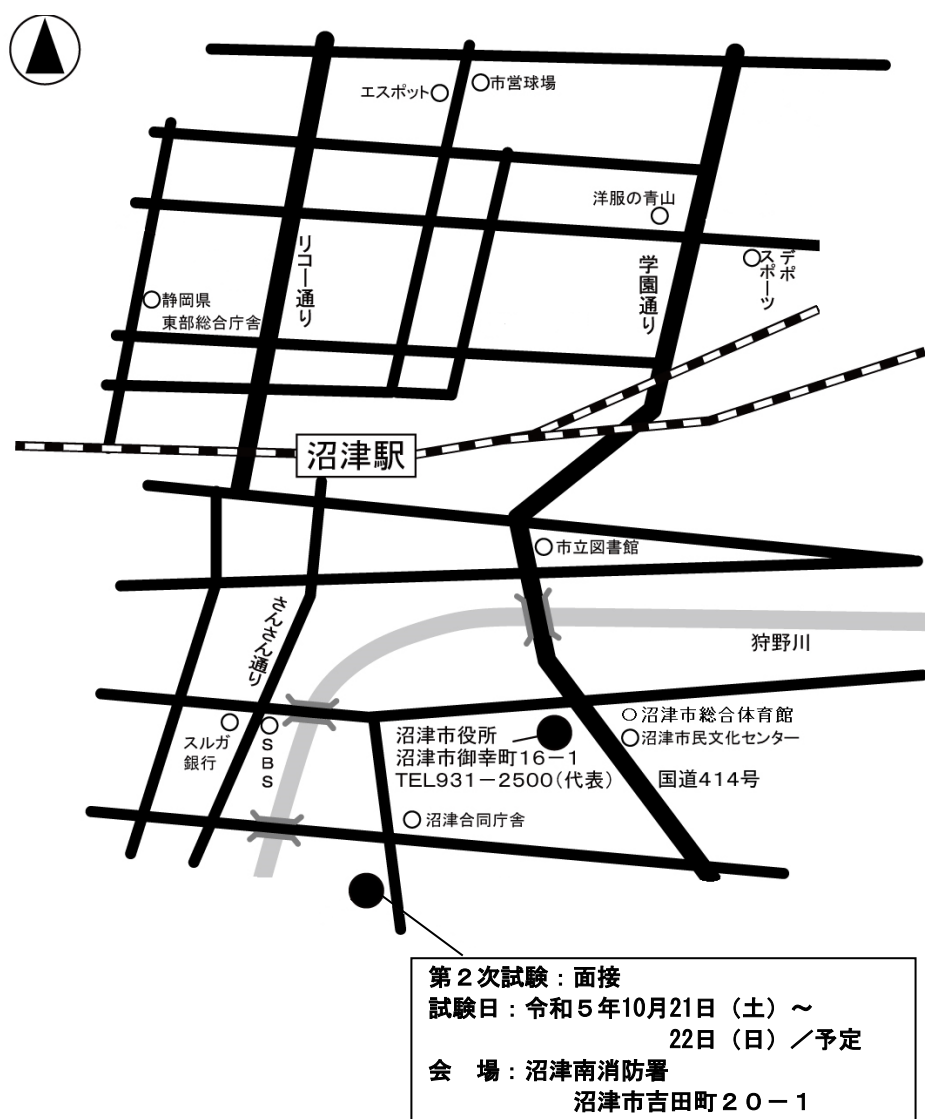 エスポット
市営球場
洋服の青山
デポ
スポーツ
リコー通り
学園通り
静岡県
東部総合庁舎
沼津駅
市立図書館
さんさん通り
狩野川
スルガ
銀行
SBS
沼津市役所
沼津市御幸町16-1
TEL931-2500(代表)
沼津市総合体育館
沼津市民文化センター
国道414号
沼津合同庁舎
第2次試験:面接
試験日:令和5年10月21日(土)~
22日(日)/予定
会 場:沼津南消防署
沼津市吉田町20-1